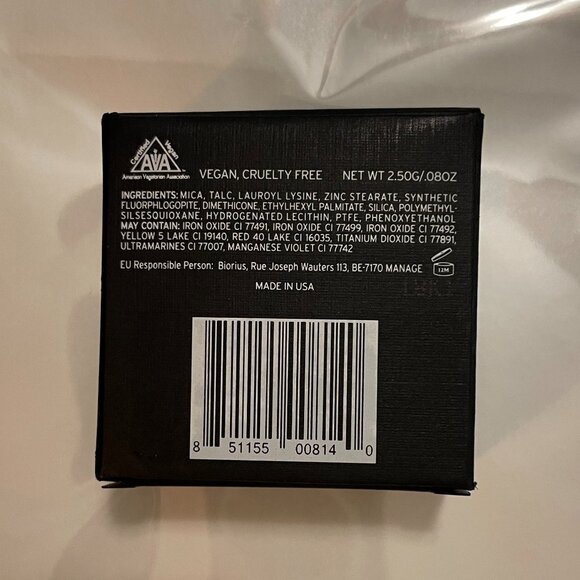 Certified Vegan
AVA
American Vegetarian Association
VEGAN, CRUELTY FREE NET WT 2.50G/.08OZ
INGREDIENTS: MICA, TALC, LAUROYL LYSINE, ZINC STEARATE, SYNTHETIC
FLUORPHLOGOPITE, DIMETHICONE, ETHYLHEXYL PALMITATE, SILICA, POLYMETHYL-
SILSESQUIOXANE, HYDROGENATED LECITHIN, PTFE, PHENOXYETHANOL
MAY CONTAIN: IRON OXIDE CI 77491, IRON OXIDE CI 77499, IRON OXIDE CI 77492,
YELLOW 5 LAKE CI 19140, RED 40 LAKE CI 16035, TITANIUM DIOXIDE CI 77891,
ULTRAMARINES CI 77007, MANGANESE VIOLET CI 77742
EU Responsible Person: Biorius, Rue Joseph Wauters 113, BE-7170 MANAGE
12M
MADE IN USA
8 51155 00814 0